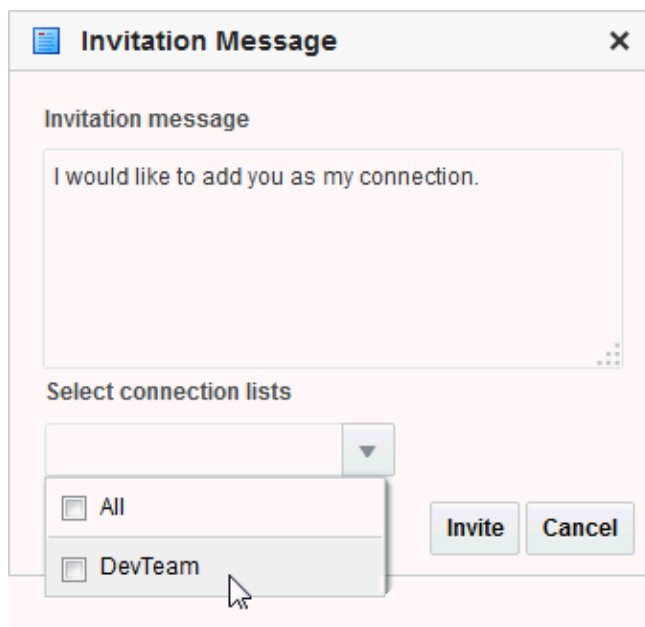 Invitation Message
Invitation message
I would like to add you as my connection.
Select connection lists
All
DevTeam
Invite
Cancel